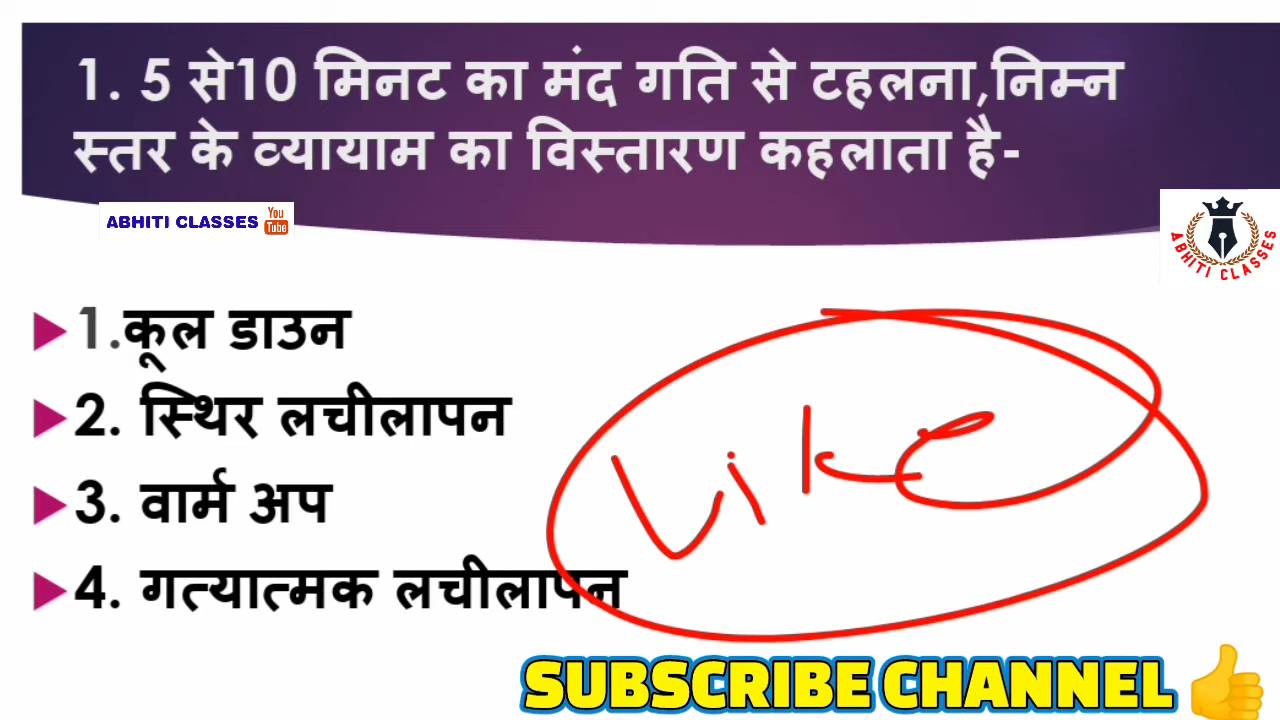 1. 5 से10 मिनट का मंद गति से टहलना,निम्न
स्तर के व्यायाम का विस्तारण कहलाता है-
ABHITI CLASSES You
Tube
ABHITI CLASSES
1.कूल डाउन
2. स्थिर लचीलापन
3. वार्म अप
4. गत्यात्मक लचीलापन
Like
SUBSCRIBE CHANNEL